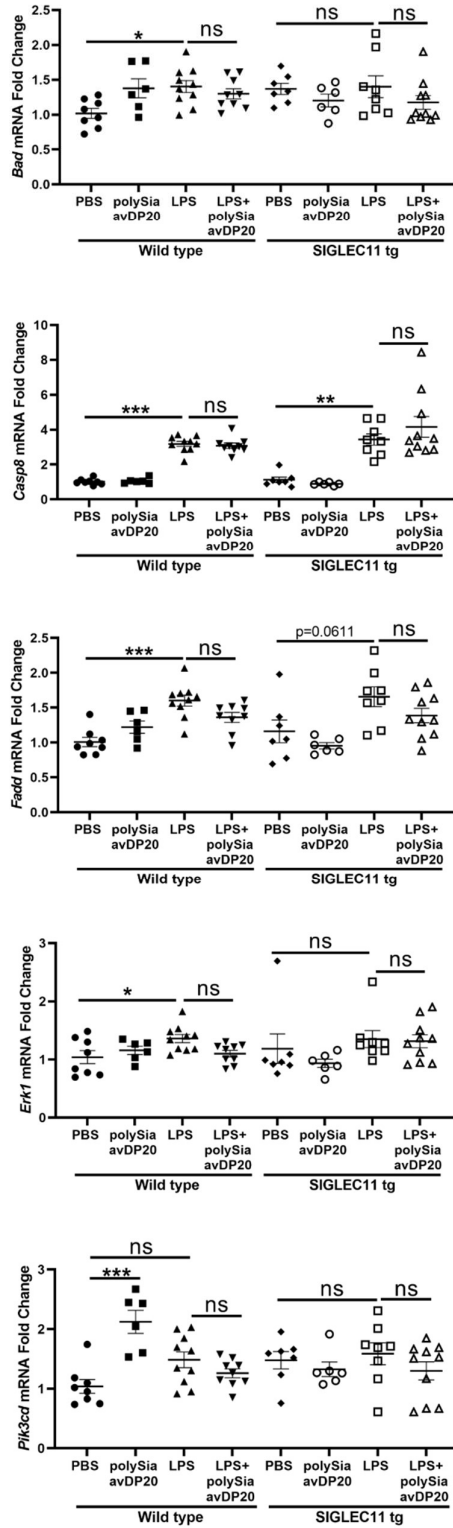 Bad mRNA Fold Change
2.5
2.0
1.5
1.0
0.5
0.0
* ns ns ns
PBS polySia LPS LPS+ PBS polySia LPS LPS+
avDP20 polySia avDP20 polySia
avDP20 avDP20
Wild type SIGLEC11 tg
Casp8 mRNA Fold Change
10
8
6
4
2
0
*** ns ** ns
PBS polySia LPS LPS+ PBS polySia LPS LPS+
avDP20 polySia avDP20 polySia
avDP20 avDP20
Wild type SIGLEC11 tg
Fadd mRNA Fold Change
2.5
2.0
1.5
1.0
0.5
0.0
*** ns p=0.0611 ns
PBS polySia LPS LPS+ PBS polySia LPS LPS+
avDP20 polySia avDP20 polySia
avDP20 avDP20
Wild type SIGLEC11 tg
Erk1 mRNA Fold Change
3
2
1
0
* ns ns ns
PBS polySia LPS LPS+ PBS polySia LPS LPS+
avDP20 polySia avDP20 polySia
avDP20 avDP20
Wild type SIGLEC11 tg
Pik3cd mRNA Fold Change
3
2
1
0
ns
*** ns ns ns
PBS polySia LPS LPS+ PBS polySia LPS LPS+
avDP20 polySia avDP20 polySia
avDP20 avDP20
Wild type SIGLEC11 tg